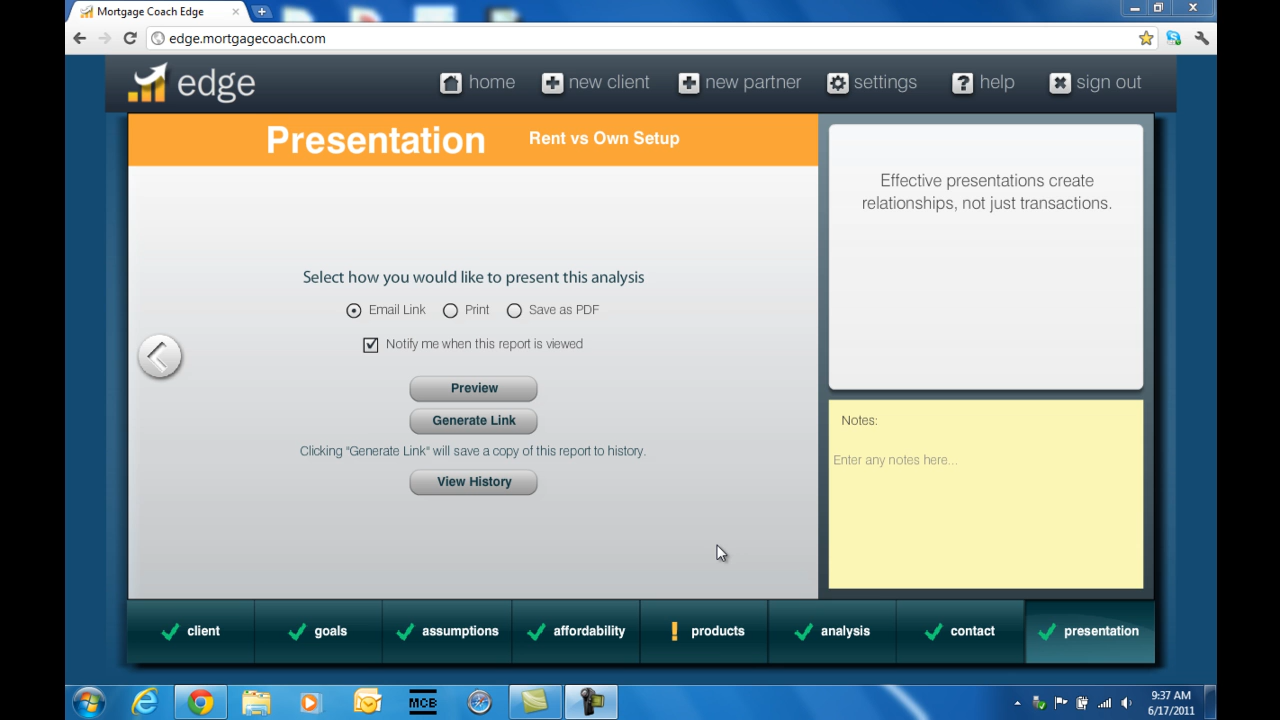 Mortgage Coach Edge
edge.mortgagecoach.com
edge
home
new client
new partner
settings
? help
sign out
Presentation
Rent vs Own Setup
Effective presentations create
relationships, not just transactions.
Select how you would like to present this analysis
Email Link
Print
Save as PDF
Notify me when this report is viewed
Preview
Generate Link
Clicking "Generate Link" will save a copy of this report to history.
View History
Notes:
Enter any notes here...
client
goals
assumptions
affordability
! products
analysis
contact
presentation
MCB
9:37 AM
6/17/2011